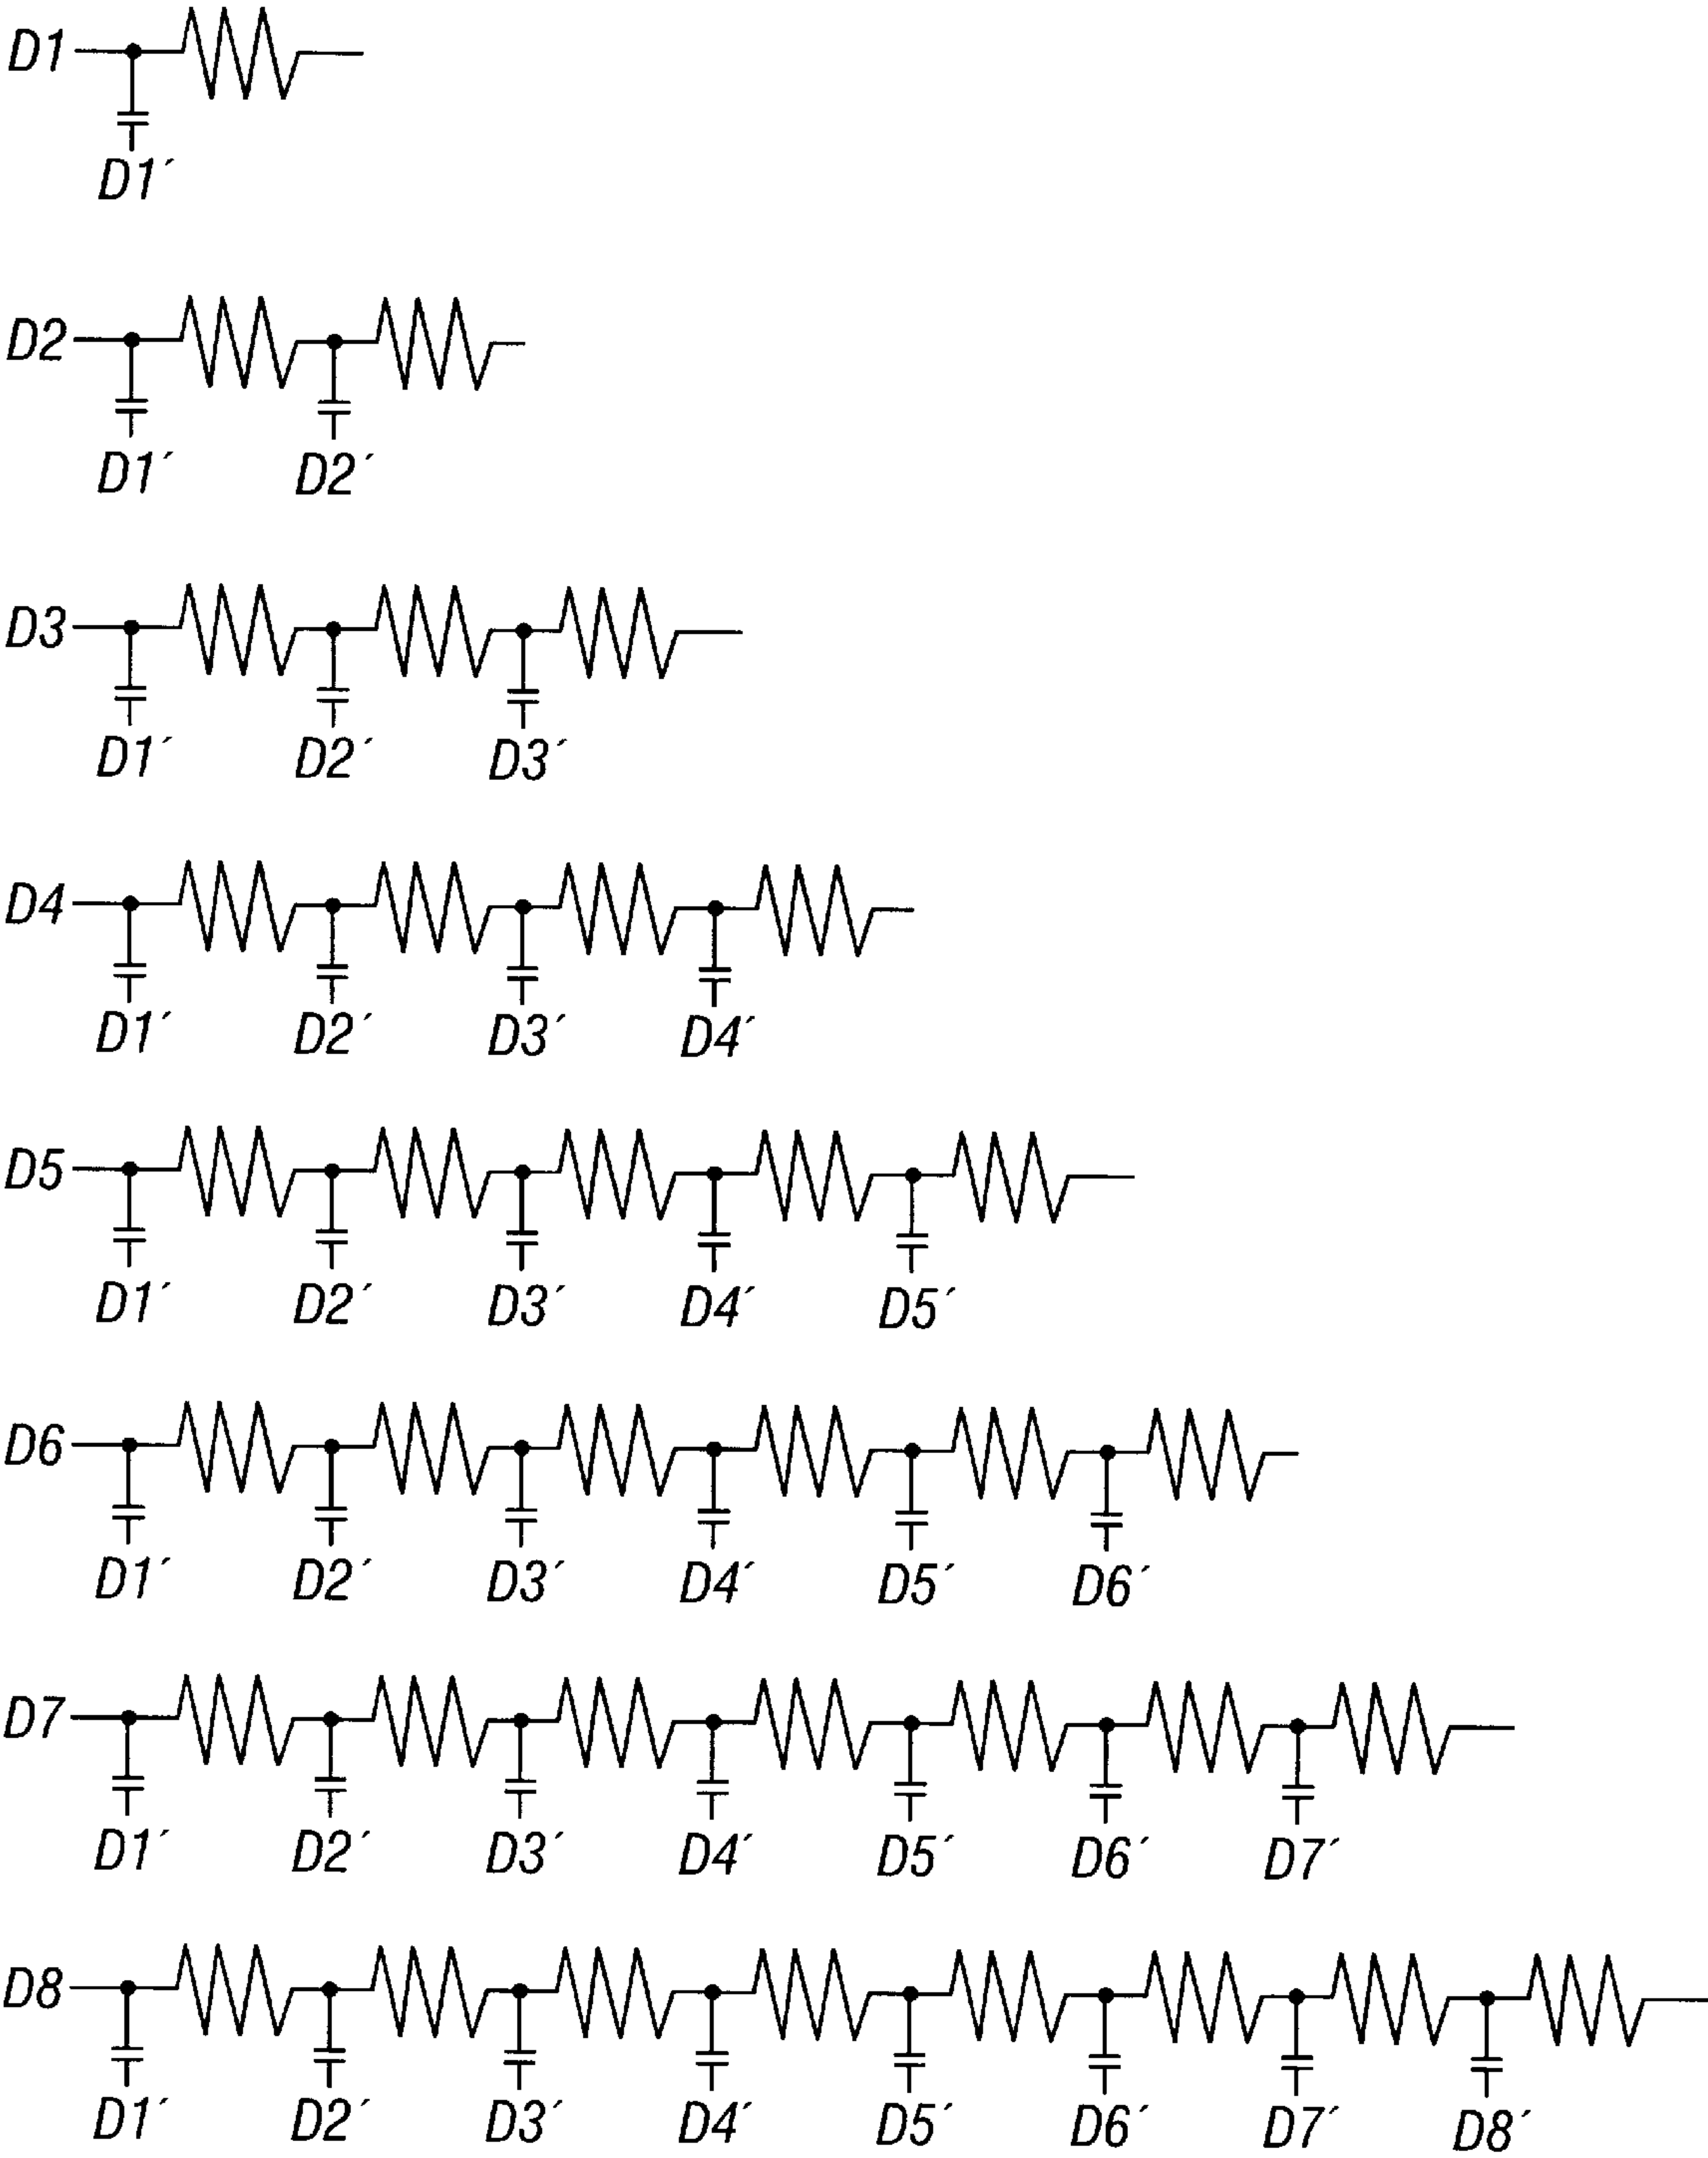 D1
D1´
D2
D1´ D2´
D3
D1´ D2´ D3´
D4
D1´ D2´ D3´ D4´
D5
D1´ D2´ D3´ D4´ D5´
D6
D1´ D2´ D3´ D4´ D5´ D6´
D7
D1´ D2´ D3´ D4´ D5´ D6´ D7´
D8
D1´ D2´ D3´ D4´ D5´ D6´ D7´ D8´